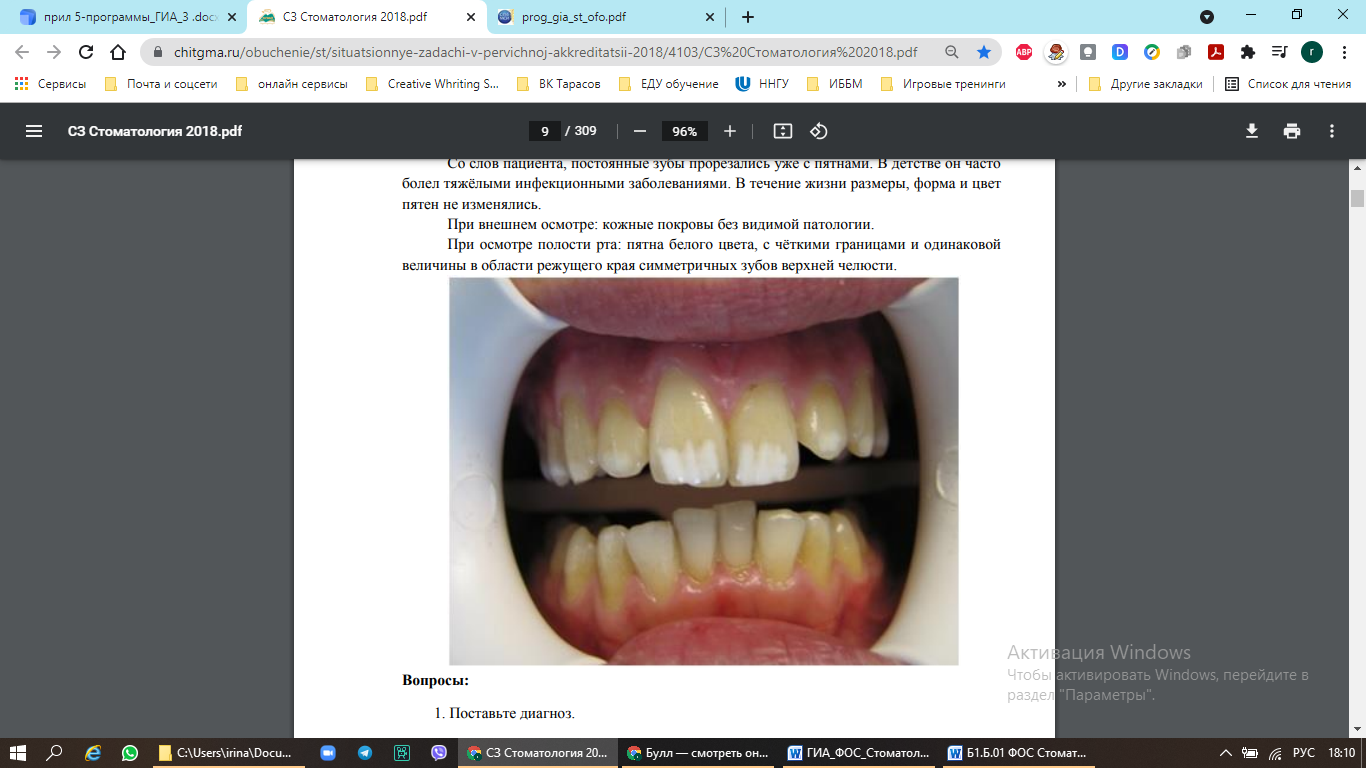 прил 5-программы_ГИА_3 .docx
СЗ Стоматология 2018.pdf
prog_gia_st_ofo.pdf
chitgma.ru/obuchenie/st/situatsionnye-zadachi-v-pervichnoj-akkreditatsii-2018/4103/СЗ%20Стоматология%202018.pdf
ABP
D
r
Сервисы
Почта и соцсети
онлайн сервисы
Creative Whriting S...
ВК Тарасов
ЕДУ обучение
ННГУ
ИББМ
Игровые тренинги
»
Другие закладки
Список для чтения
СЗ Стоматология 2018.pdf
9 / 309
96%
Со слов пациента, постоянные зубы прорезались уже с пятнами. В детстве он часто
болел тяжёлыми инфекционными заболеваниями. В течение жизни размеры, форма и цвет
пятен не изменялись.
При внешнем осмотре: кожные покровы без видимой патологии.
При осмотре полости рта: пятна белого цвета, с чёткими границами и одинаковой
величины в области режущего края симметричных зубов верхней челюсти.
Вопросы:
1. Поставьте диагноз.
Активация Windows
Чтобы активировать Windows, перейдите в
раздел "Параметры".
C:\Users\irina\Docu...
СЗ Стоматология 20...
Булл — смотреть он...
ГИА_ФОС_Стоматол...
Б1.Б.01 ФОС Стомат...
РУС
18:10